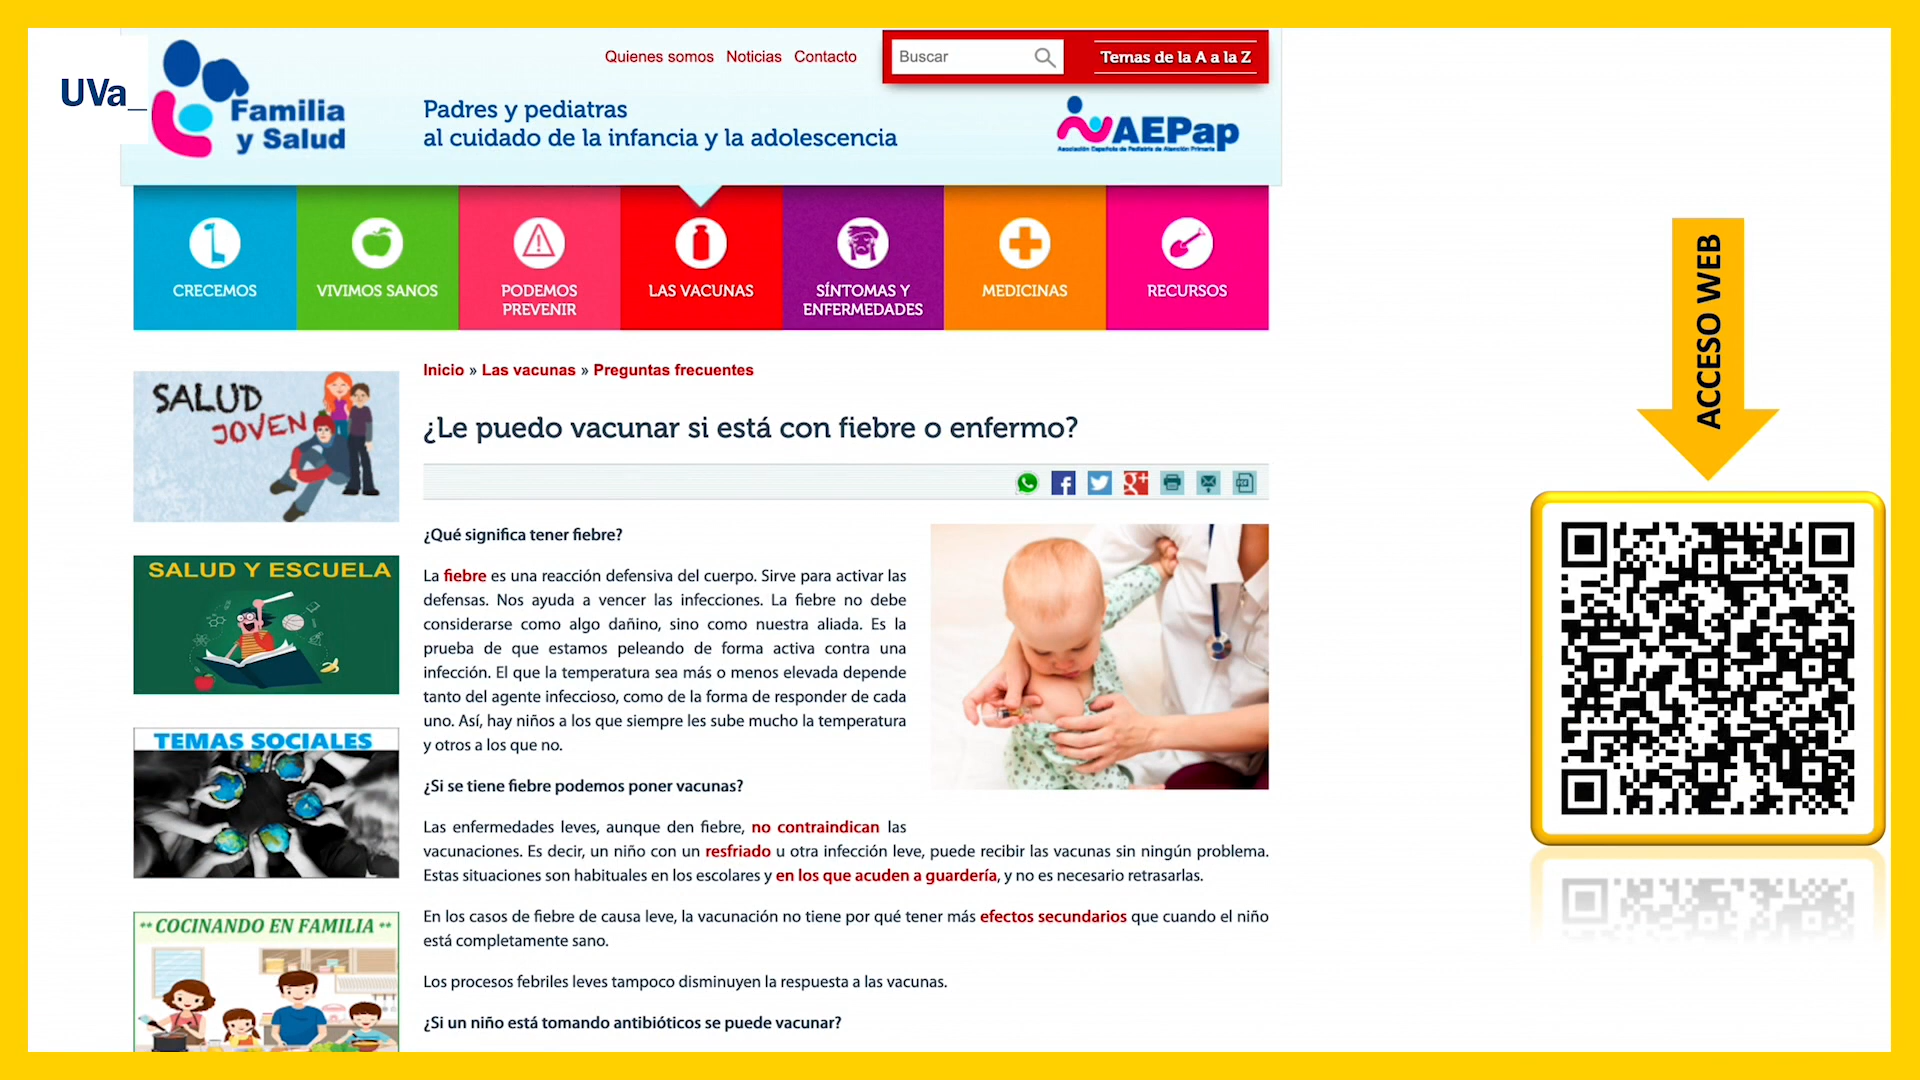 UVa_
Familia
y Salud
Quienes somos Noticias Contacto
Buscar
Temas de la A a la Z
Padres y pediatras
al cuidado de la infancia y la adolescencia
AEPap
Asociación Española de Pediatría de Atención Primaria
CRECEMOS
VIVIMOS SANOS
PODEMOS
PREVENIR
LAS VACUNAS
SÍNTOMAS Y
ENFERMEDADES
MEDICINAS
RECURSOS
SALUD
JOVEN
SALUD Y ESCUELA
TEMAS SOCIALES
** COCINANDO EN FAMILIA **
Inicio » Las vacunas » Preguntas frecuentes
¿Le puedo vacunar si está con fiebre o enfermo?
¿Qué significa tener fiebre?
La fiebre es una reacción defensiva del cuerpo. Sirve para activar las
defensas. Nos ayuda a vencer las infecciones. La fiebre no debe
considerarse como algo dañino, sino como nuestra aliada. Es la
prueba de que estamos peleando de forma activa contra una
infección. El que la temperatura sea más o menos elevada depende
tanto del agente infeccioso, como de la forma de responder de cada
uno. Así, hay niños a los que siempre les sube mucho la temperatura
y otros a los que no.
¿Si se tiene fiebre podemos poner vacunas?
Las enfermedades leves, aunque den fiebre, no contraindican las
vacunaciones. Es decir, un niño con un resfriado u otra infección leve, puede recibir las vacunas sin ningún problema.
Estas situaciones son habituales en los escolares y en los que acuden a guardería, y no es necesario retrasarlas.
En los casos de fiebre de causa leve, la vacunación no tiene por qué tener más efectos secundarios que cuando el niño
está completamente sano.
Los procesos febriles leves tampoco disminuyen la respuesta a las vacunas.
¿Si un niño está tomando antibióticos se puede vacunar?
ACCESO WEB